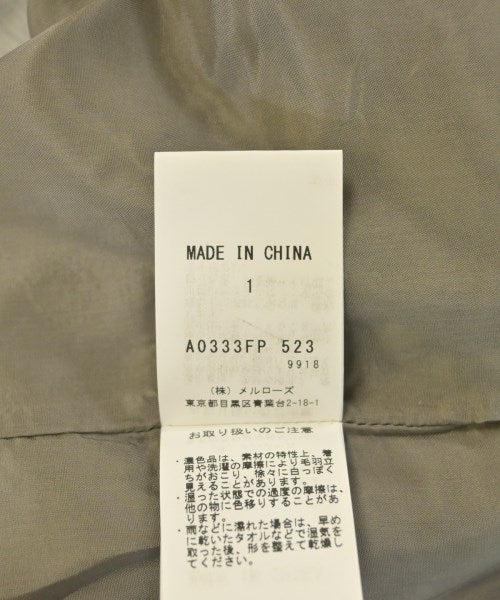 MADE IN CHINA
1
A0333FP 523
9918
(株) メルローズ
東京都目黒区青葉台2-18-1
お取り扱いのご注意
・濃色品は、素材の特性上、着
用や洗濯の摩擦により毛羽立
ちがおこり、徐々に白っぽく
見えることがあります。
・湿った状態での過度の摩擦は、
他の物に色移りすることがあ
ります。
・雨などに濡れた場合は、早め
に乾いたタオルなどで湿気を
取った後、形を整えて乾燥し
てください。